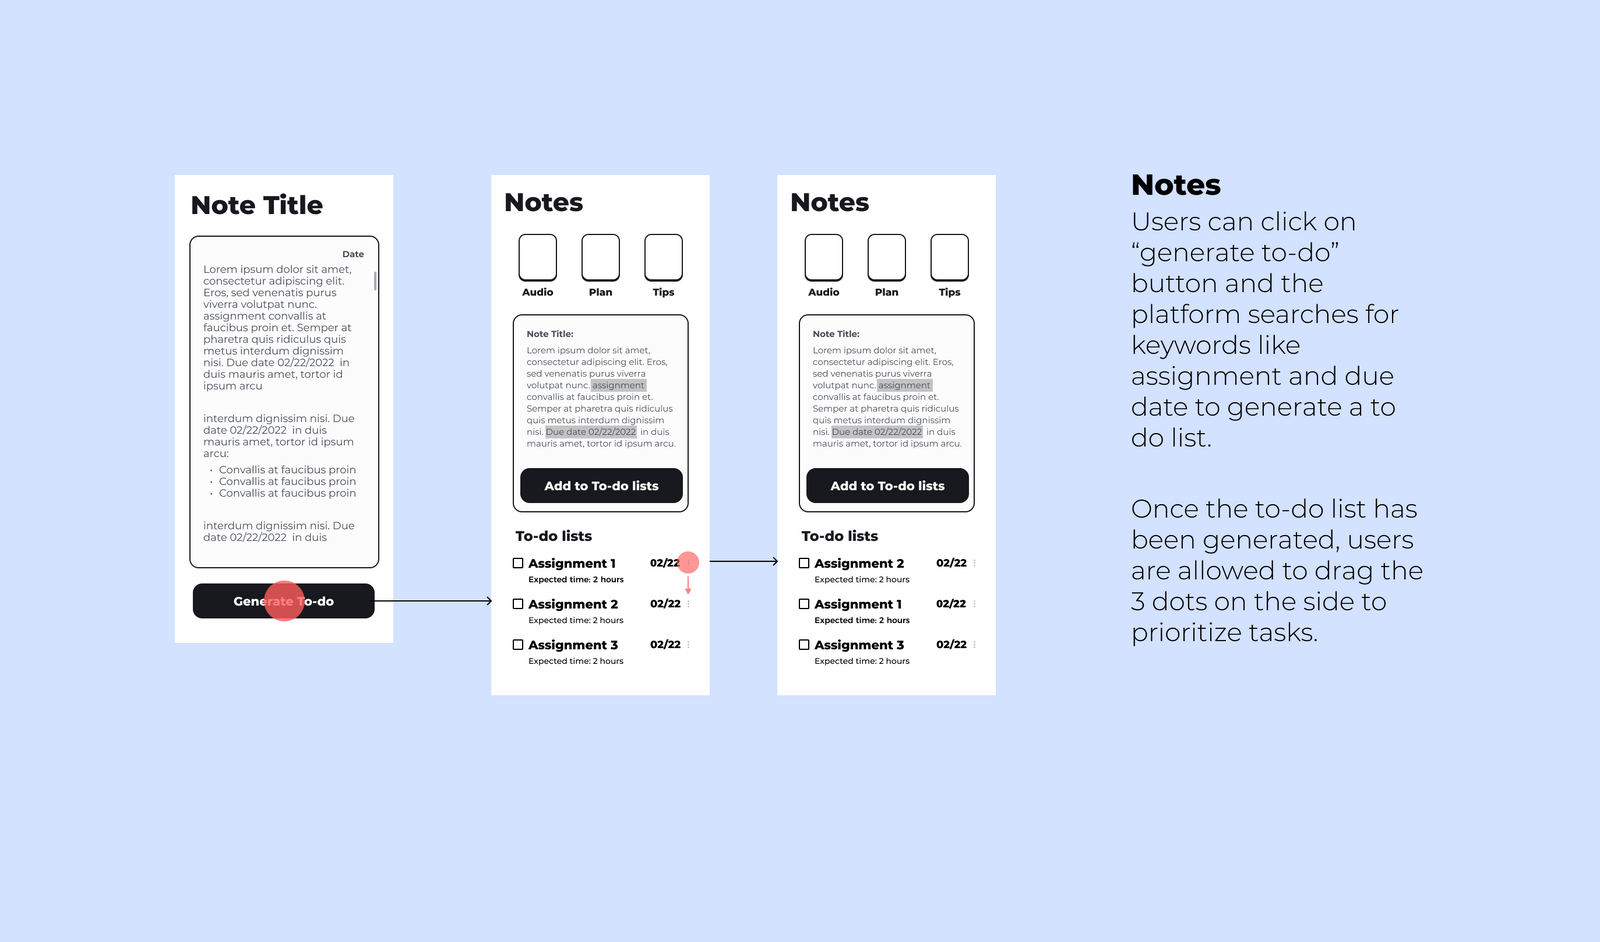 Note Title
Date
Lorem ipsum dolor sit amet,
consectetur adipiscing elit.
Eros, sed venenatis purus
viverra volutpat nunc.
assignment convallis at
faucibus proin et. Semper at
pharetra quis ridiculus quis
metus interdum dignissim
nisi. Due date 02/22/2022  in
duis mauris amet, tortor id
ipsum arcu
interdum dignissim nisi. Due
date 02/22/2022  in duis
mauris amet, tortor id ipsum
arcu:
• Convallis at faucibus proin
• Convallis at faucibus proin
• Convallis at faucibus proin
interdum dignissim nisi. Due
date 02/22/2022  in duis
Generate To-do
Notes
Audio Plan Tips
Note Title:
Lorem ipsum dolor sit amet,
consectetur adipiscing elit. Eros,
sed venenatis purus viverra
volutpat nunc. assignment
convallis at faucibus proin et.
Semper at pharetra quis ridiculus
quis metus interdum dignissim
nisi. Due date 02/22/2022  in duis
mauris amet, tortor id ipsum arcu.
Add to To-do lists
To-do lists
Assignment 1 02/22
Expected time: 2 hours
Assignment 2 02/22
Expected time: 2 hours
Assignment 3 02/22
Expected time: 2 hours
Notes
Audio Plan Tips
Note Title:
Lorem ipsum dolor sit amet,
consectetur adipiscing elit. Eros,
sed venenatis purus viverra
volutpat nunc. assignment
convallis at faucibus proin et.
Semper at pharetra quis ridiculus
quis metus interdum dignissim
nisi. Due date 02/22/2022  in duis
mauris amet, tortor id ipsum arcu.
Add to To-do lists
To-do lists
Assignment 2 02/22
Expected time: 2 hours
Assignment 1 02/22
Expected time: 2 hours
Assignment 3 02/22
Expected time: 2 hours
Notes
Users can click on
“generate to-do”
button and the
platform searches for
keywords like
assignment and due
date to generate a to
do list.
Once the to-do list has
been generated, users
are allowed to drag the
3 dots on the side to
prioritize tasks.